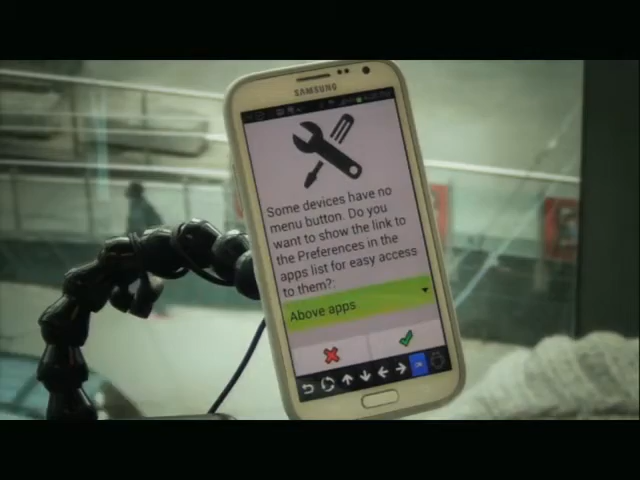 SAMSUNG
Some devices have no
menu button. Do you
want to show the link to
the Preferences in the
apps list for easy access
to them?:
Above apps